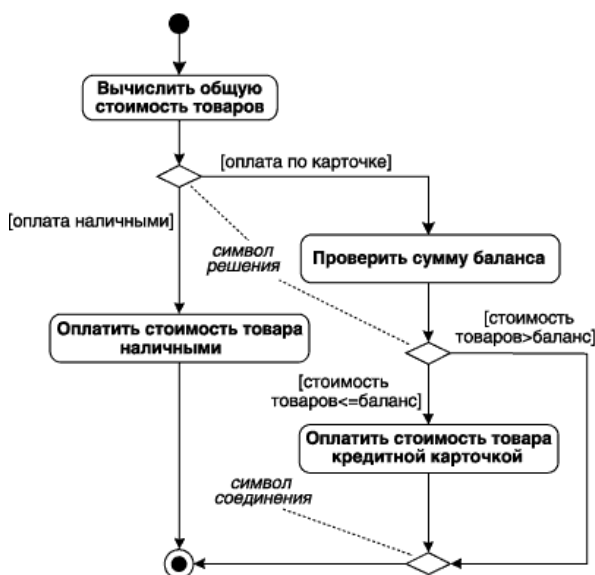 Вычислить общую
стоимость товаров
[оплата по карточке]
[оплата наличными]
символ
решения
Проверить сумму баланса
Оплатить стоимость товара
наличными
[стоимость
товаров>баланс]
[стоимость
товаров<=баланс]
Оплатить стоимость товара
кредитной карточкой
символ
соединения